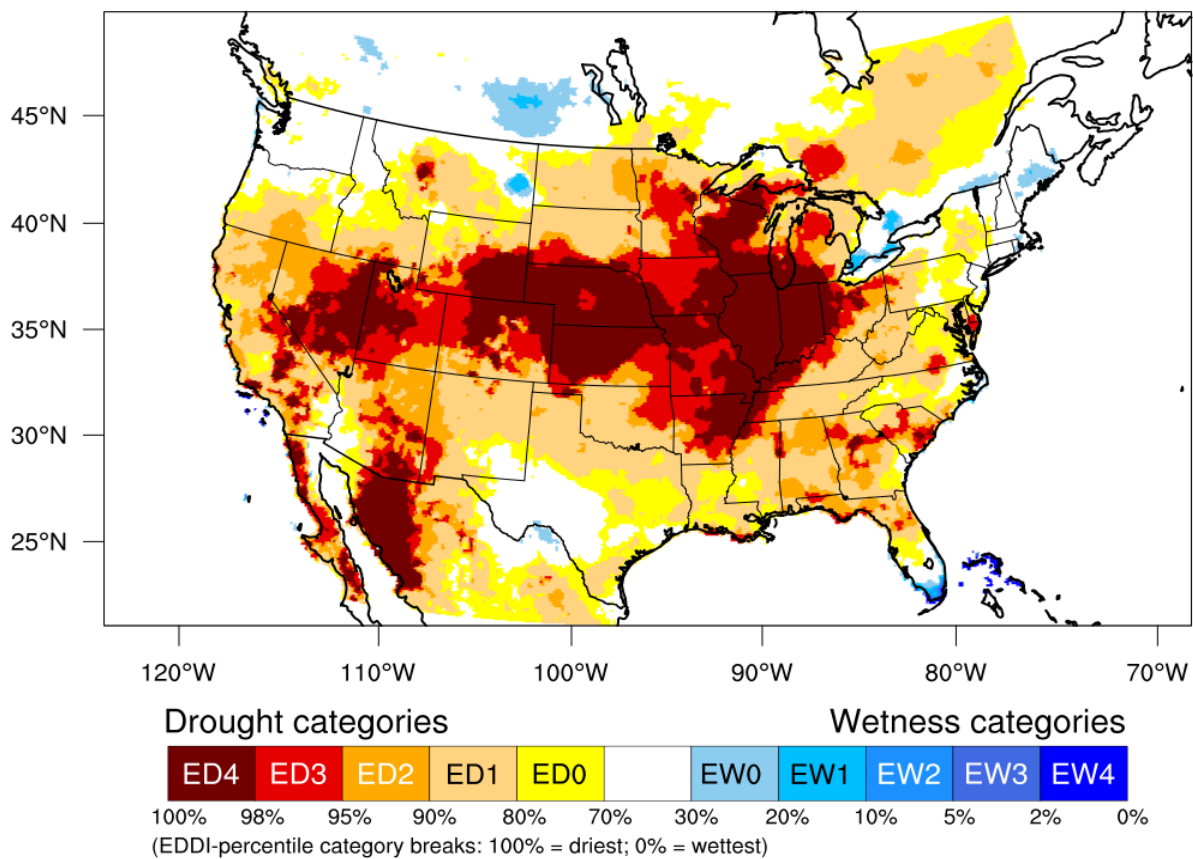 45°N
40°N
35°N
30°N
25°N
120°W 110°W 100°W 90°W 80°W 70°W
Drought categories Wetness categories
ED4 ED3 ED2 ED1 ED0 EW0 EW1 EW2 EW3 EW4
100% 98% 95% 90% 80% 70% 30% 20% 10% 5% 2% 0%
(EDDI-percentile category breaks: 100% = driest; 0% = wettest)